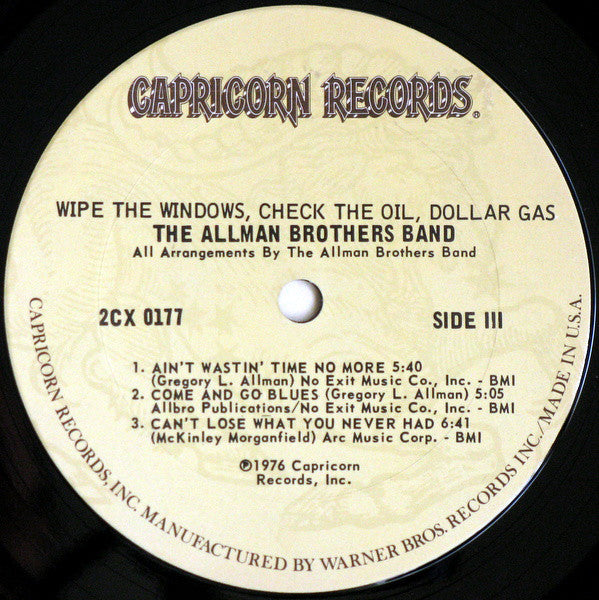 CAPRICORN RECORDS®
WIPE THE WINDOWS, CHECK THE OIL, DOLLAR GAS
THE ALLMAN BROTHERS BAND
All Arrangements By The Allman Brothers Band
2CX 0177
SIDE III
1. AIN'T WASTIN' TIME NO MORE 5:40
(Gregory L. Allman) No Exit Music Co., Inc. - BMI
2. COME AND GO BLUES (Gregory L. Allman) 5:05
Allbro Publications/No Exit Music Co., Inc. - BMI
3. CAN'T LOSE WHAT YOU NEVER HAD 6:41
(McKinley Morganfield) Arc Music Corp. - BMI
℗1976 Capricorn
Records, Inc.
CAPRICORN RECORDS, INC. MANUFACTURED BY WARNER BROS. RECORDS INC./MADE IN U.S.A.